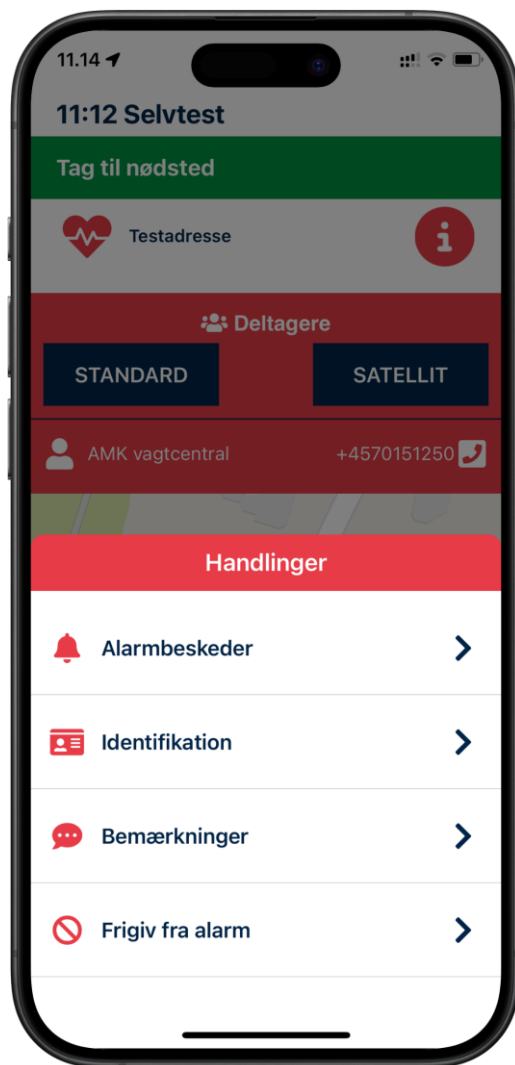 11.14
11:12 Selvtest
Tag til nødsted
Testadresse
Deltagere
STANDARD
SATELLIT
AMK vagtcentral
+4570151250
Handlinger
Alarmbeskeder
Identifikation
Bemærkninger
Frigiv fra alarm